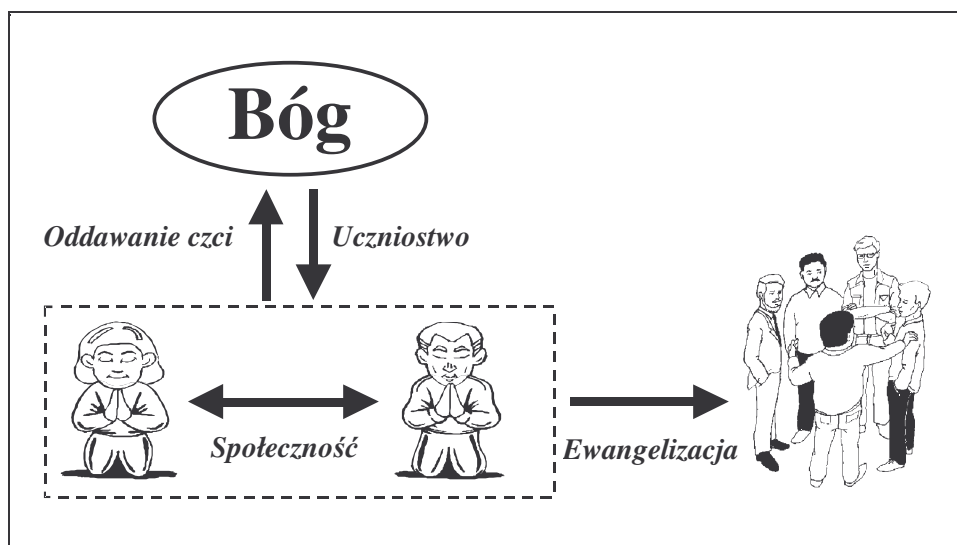 Bóg
Oddawanie czci
Uczniostwo
Społeczność
Ewangelizacja